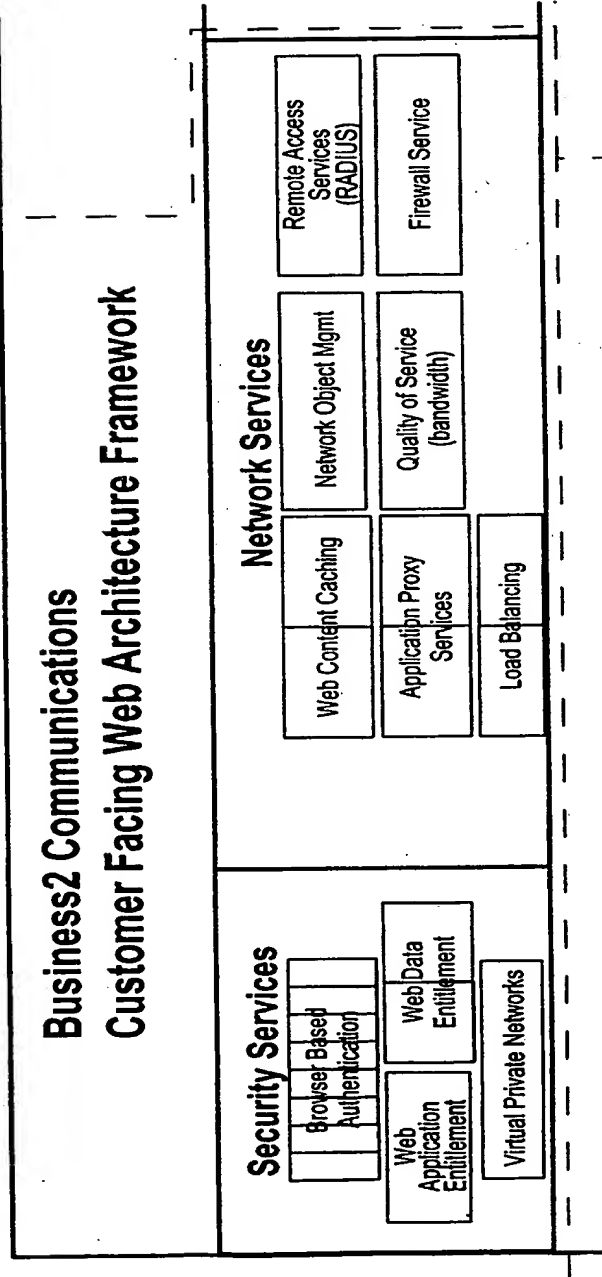 Business2 Communications
Customer Facing Web Architecture Framework
Security Services
Browser Based
Authentication
Web
Application
Entitlement
Web Data
Entitlement
Virtual Private Networks
Network Services
Web Content Caching
Network Object Mgmt
Remote Access
Services
(RADIUS)
Application Proxy
Services
Quality of Service
(bandwidth)
Firewall Service
Load Balancing